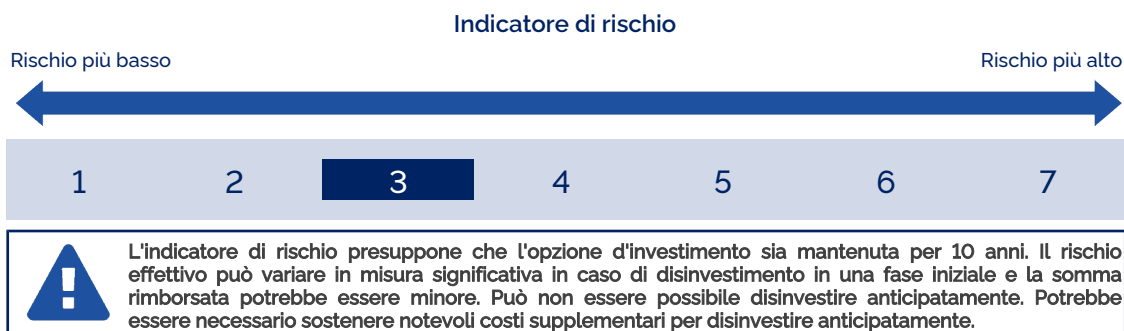 Indicatore di rischio
Rischio più basso
Rischio più alto
1 2 3 4 5 6 7
L'indicatore di rischio presuppone che l'opzione d'investimento sia mantenuta per 10 anni. Il rischio
effettivo può variare in misura significativa in caso di disinvestimento in una fase iniziale e la somma
rimborsata potrebbe essere minore. Può non essere possibile disinvestire anticipatamente. Potrebbe
essere necessario sostenere notevoli costi supplementari per disinvestire anticipatamente.